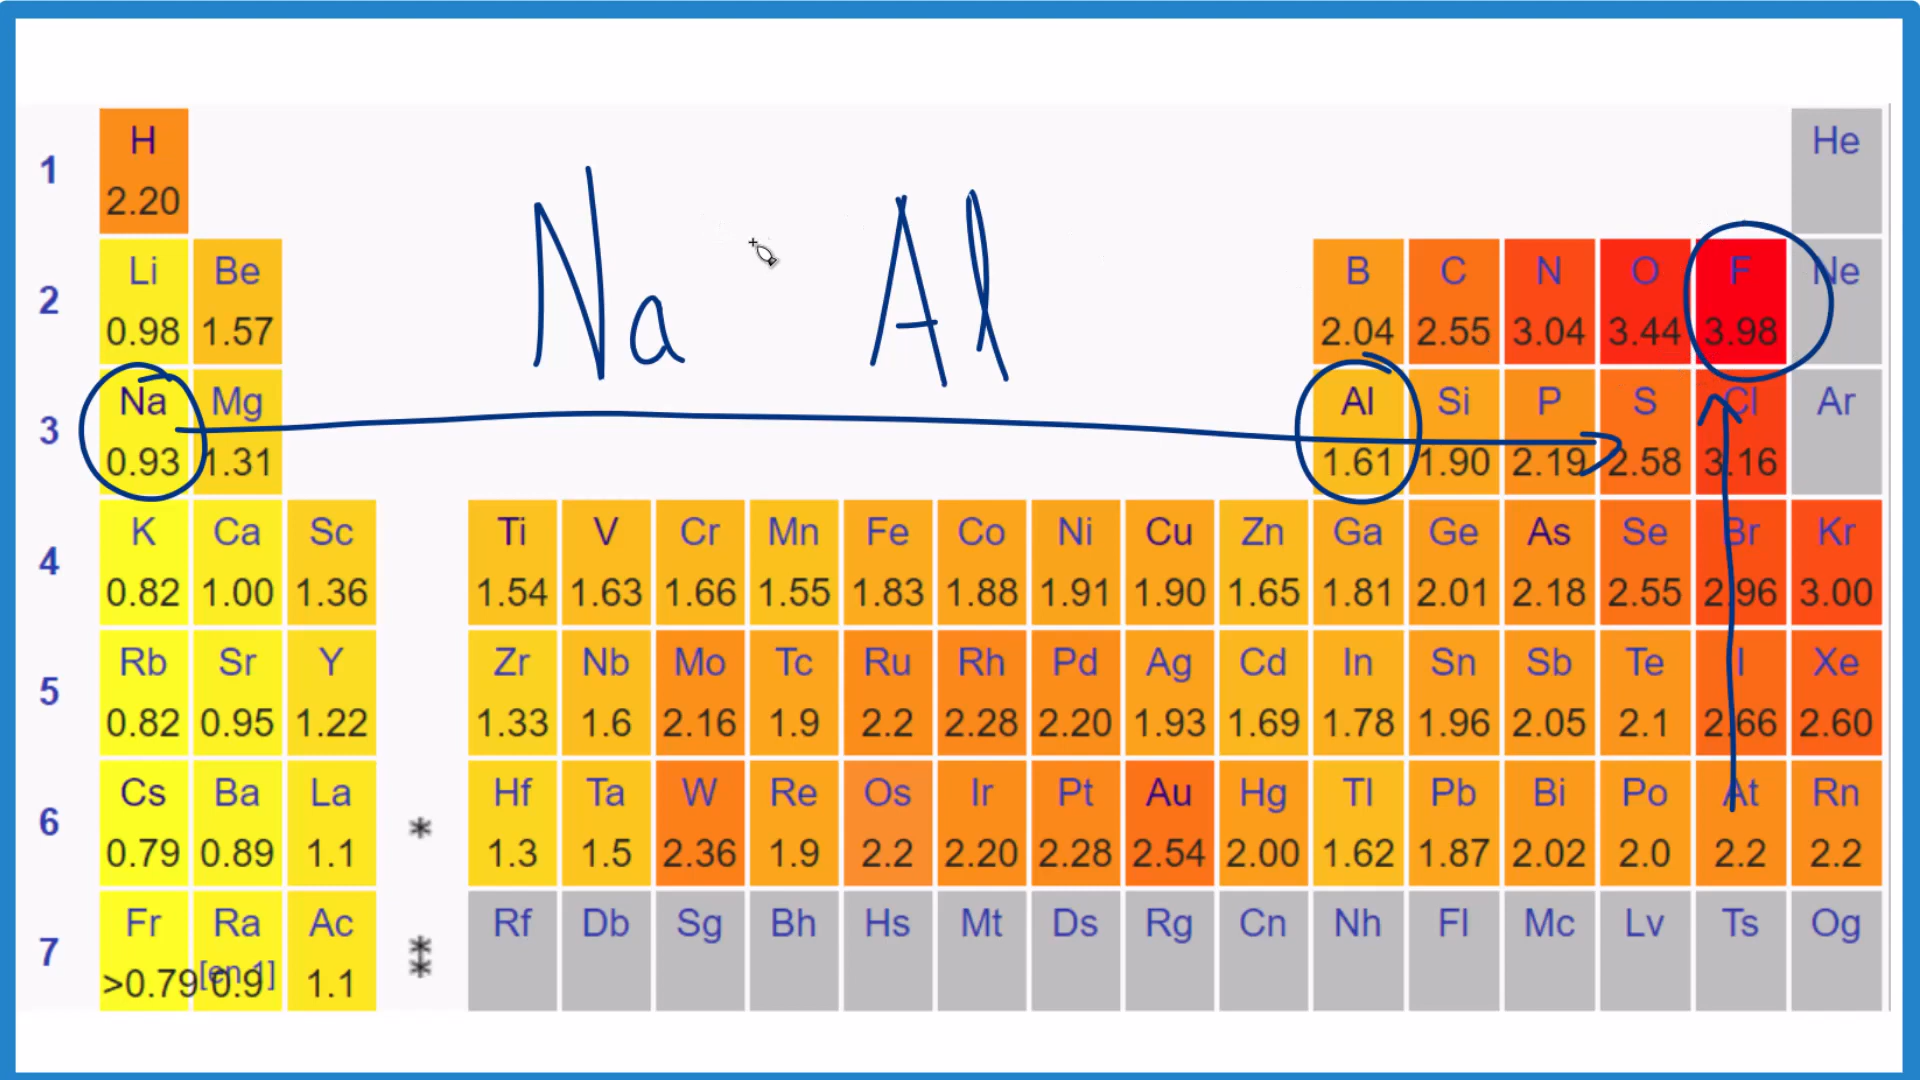 H He
1
2.20
Na Al
Li Be B C N O F Ne
2
0.98 1.57 2.04 2.55 3.04 3.44 3.98
Na Mg Al Si P S Cl Ar
3
0.93 1.31 1.61 1.90 2.19 2.58 3.16
K Ca Sc Ti V Cr Mn Fe Co Ni Cu Zn Ga Ge As Se Br Kr
4
0.82 1.00 1.36 1.54 1.63 1.66 1.55 1.83 1.88 1.91 1.90 1.65 1.81 2.01 2.18 2.55 2.96 3.00
Rb Sr Y Zr Nb Mo Tc Ru Rh Pd Ag Cd In Sn Sb Te I Xe
5
0.82 0.95 1.22 1.33 1.6 2.16 1.9 2.2 2.28 2.20 1.93 1.69 1.78 1.96 2.05 2.1 2.66 2.60
Cs Ba La Hf Ta W Re Os Ir Pt Au Hg Tl Pb Bi Po At Rn
6 *
0.79 0.89 1.1 1.3 1.5 2.36 1.9 2.2 2.20 2.28 2.54 2.00 1.62 1.87 2.02 2.0 2.2 2.2
Fr Ra Ac Rf Db Sg Bh Hs Mt Ds Rg Cn Nh Fl Mc Lv Ts Og
7 [en 1] *
*
>0.79 0.9 1.1